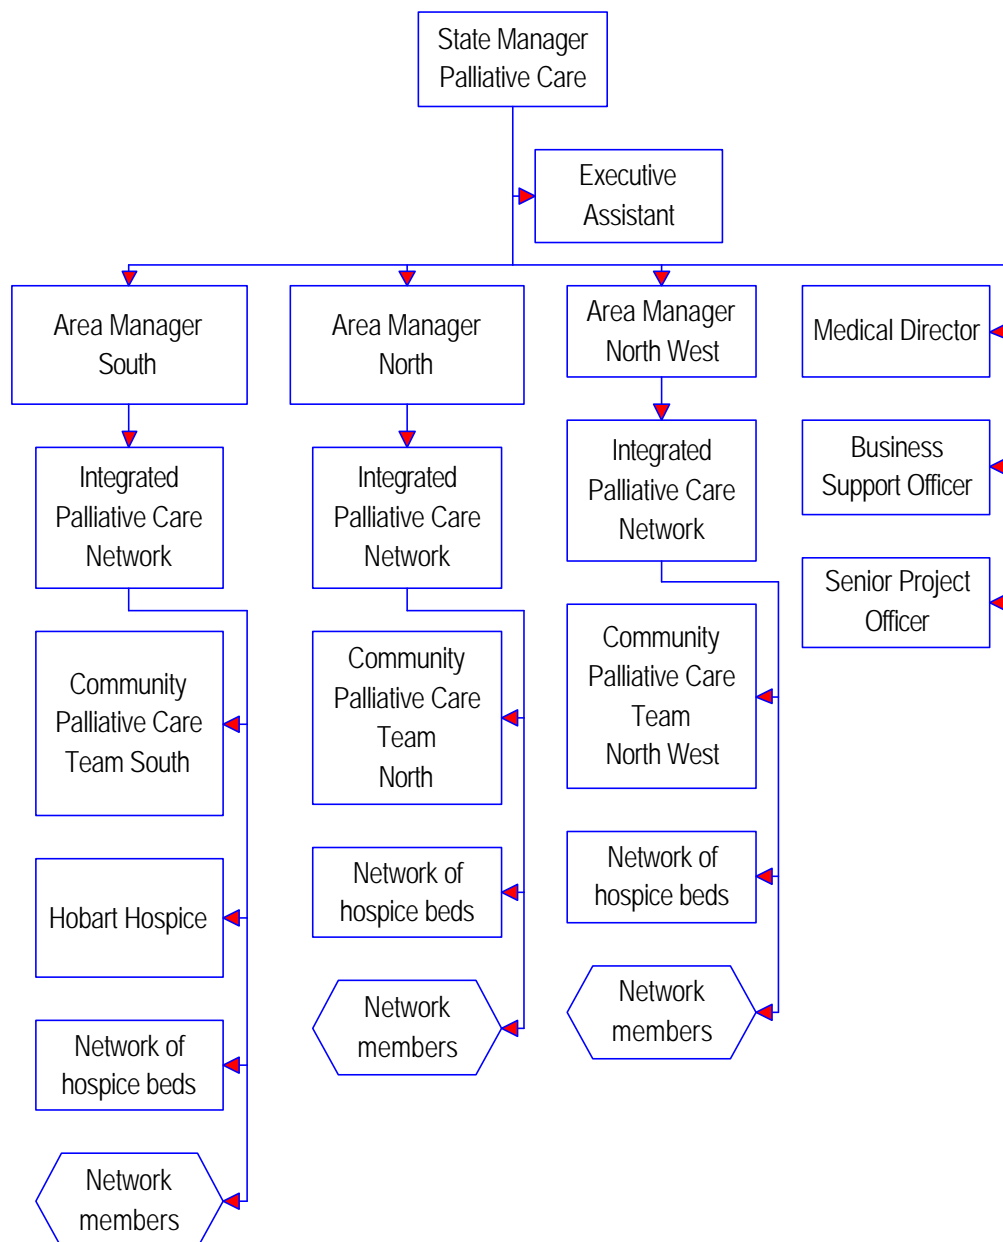 State Manager
Palliative Care
Executive
Assistant
Area Manager
South
Area Manager
North
Area Manager
North West
Medical Director
Integrated
Palliative Care
Network
Integrated
Palliative Care
Network
Integrated
Palliative Care
Network
Business
Support Officer
Senior Project
Officer
Community
Palliative Care
Team South
Community
Palliative Care
Team
North
Community
Palliative Care
Team
North West
Hobart Hospice
Network of
hospice beds
Network of
hospice beds
Network of
hospice beds
Network
members
Network
members
Network
members